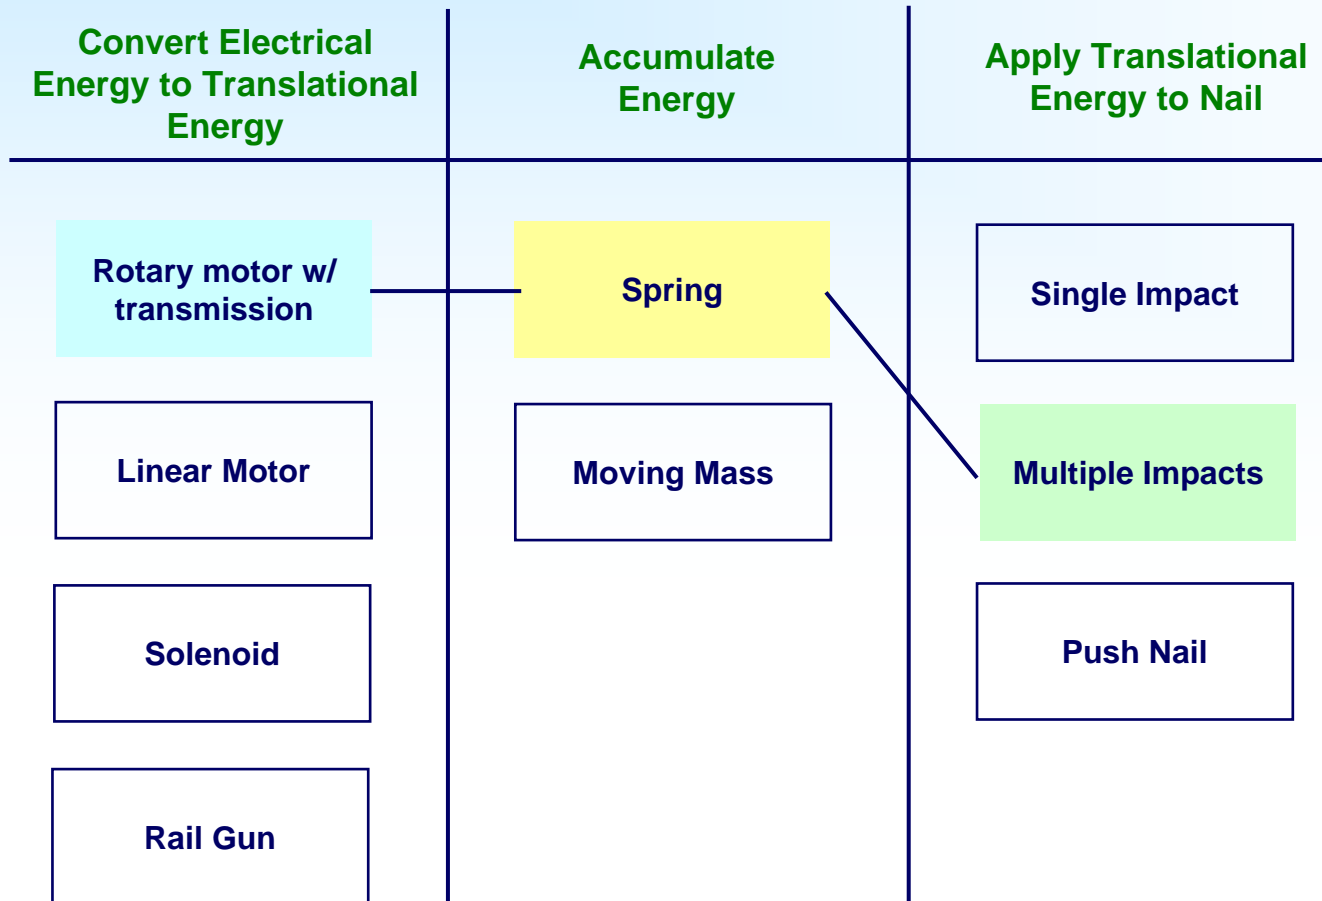 Convert Electrical
Energy to Translational
Energy
Accumulate
Energy
Apply Translational
Energy to Nail
Rotary motor w/
transmission
Spring
Single Impact
Linear Motor
Moving Mass
Multiple Impacts
Solenoid
Push Nail
Rail Gun